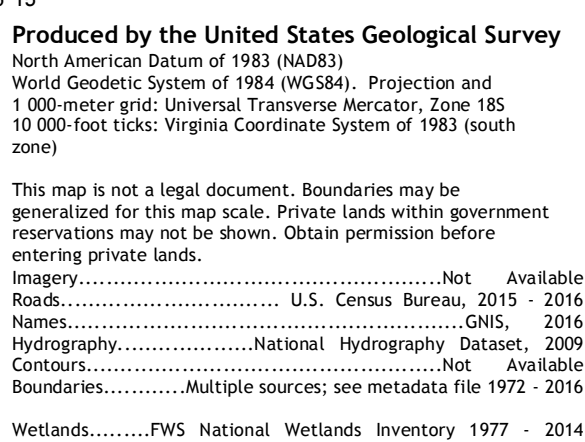 Produced by the United States Geological Survey
North American Datum of 1983 (NAD83)
World Geodetic System of 1984 (WGS84). Projection and
1 000-meter grid: Universal Transverse Mercator, Zone 18S
10 000-foot ticks: Virginia Coordinate System of 1983 (south
zone)
This map is not a legal document. Boundaries may be
generalized for this map scale. Private lands within government
reservations may not be shown. Obtain permission before
entering private lands.
Imagery....................................................Not Available
Roads............................... U.S. Census Bureau, 2015 - 2016
Names.........................................................GNIS, 2016
Hydrography....................National Hydrography Dataset, 2009
Contours...................................................Not Available
Boundaries............Multiple sources; see metadata file 1972 - 2016
Wetlands.........FWS National Wetlands Inventory 1977 - 2014